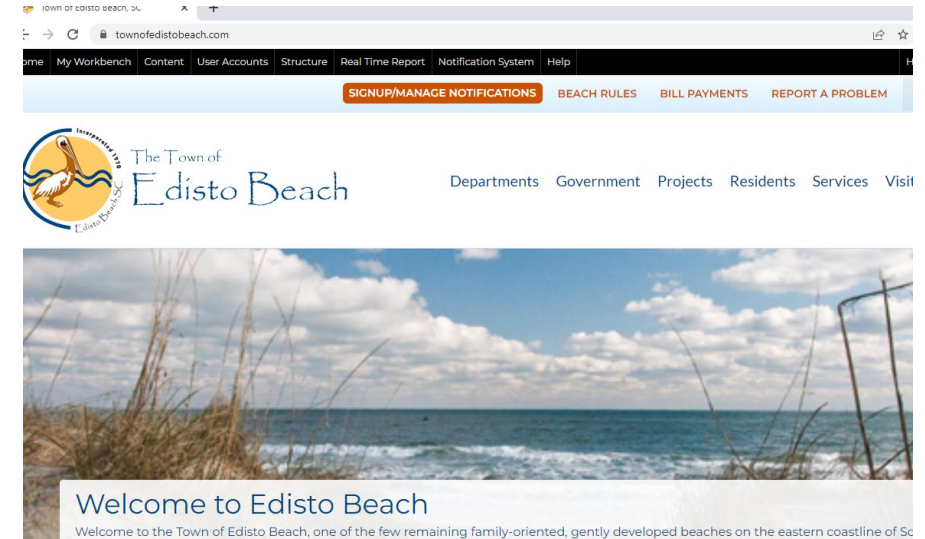 Town of Edisto Beach, SC
townofedistobeach.com
ome My Workbench Content User Accounts Structure Real Time Report Notification System Help H
SIGNUP/MANAGE NOTIFICATIONS BEACH RULES BILL PAYMENTS REPORT A PROBLEM
Incorporated 1970
Edisto Beach SC
The Town of
Edisto Beach
Departments Government Projects Residents Services Visit
Welcome to Edisto Beach
Welcome to the Town of Edisto Beach, one of the few remaining family-oriented, gently developed beaches on the eastern coastline of So